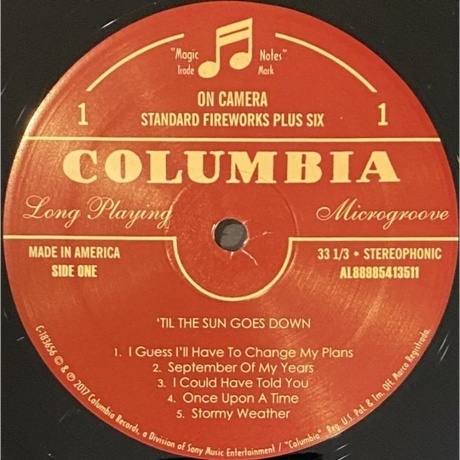 "Magic Notes"
Trade Mark
1 ON CAMERA 1
STANDARD FIREWORKS PLUS SIX
COLUMBIA
Long Playing Microgroove
MADE IN AMERICA 33 1/3 • STEREOPHONIC
SIDE ONE AL88985413511
'TIL THE SUN GOES DOWN
1. I Guess I'll Have To Change My Plans
2. September Of My Years
3. I Could Have Told You
4. Once Upon A Time
5. Stormy Weather
C-183656 © & ℗ 2017 Columbia Records, a Division of Sony Music Entertainment / "Columbia" Reg. U.S. Pat. & Tm. Off. Marca Registrada.